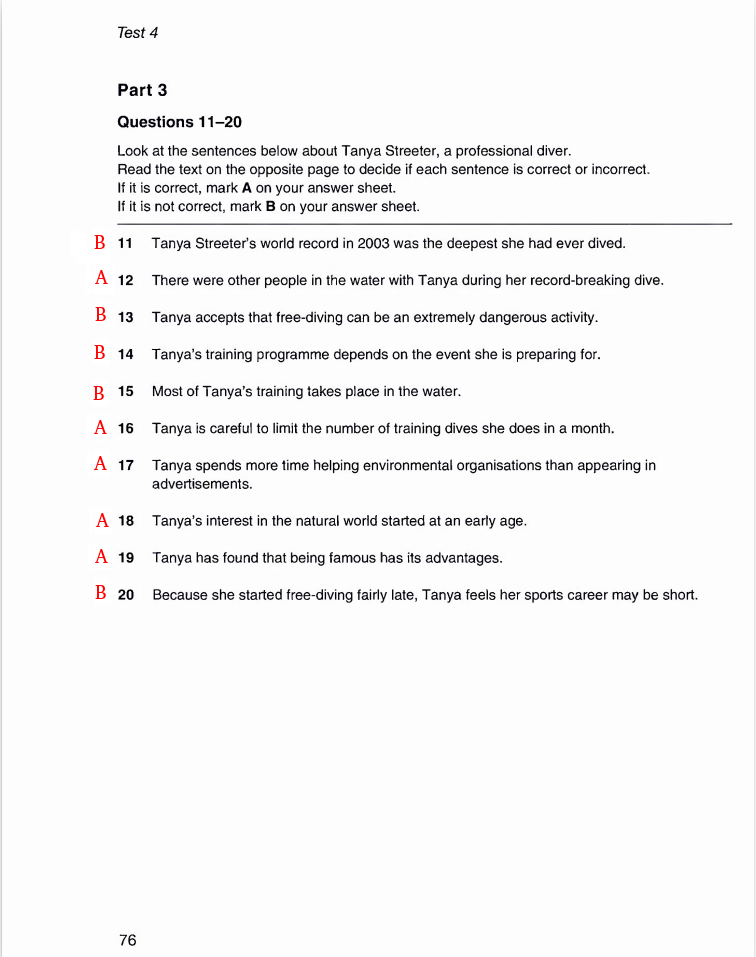 Test 4
Part 3
Questions 11–20
Look at the sentences below about Tanya Streeter, a professional diver.
Read the text on the opposite page to decide if each sentence is correct or incorrect.
If it is correct, mark A on your answer sheet.
If it is not correct, mark B on your answer sheet.
B 11 Tanya Streeter's world record in 2003 was the deepest she had ever dived.
A 12 There were other people in the water with Tanya during her record-breaking dive.
B 13 Tanya accepts that free-diving can be an extremely dangerous activity.
B 14 Tanya's training programme depends on the event she is preparing for.
B 15 Most of Tanya's training takes place in the water.
A 16 Tanya is careful to limit the number of training dives she does in a month.
A 17 Tanya spends more time helping environmental organisations than appearing in
advertisements.
A 18 Tanya's interest in the natural world started at an early age.
A 19 Tanya has found that being famous has its advantages.
B 20 Because she started free-diving fairly late, Tanya feels her sports career may be short.
76